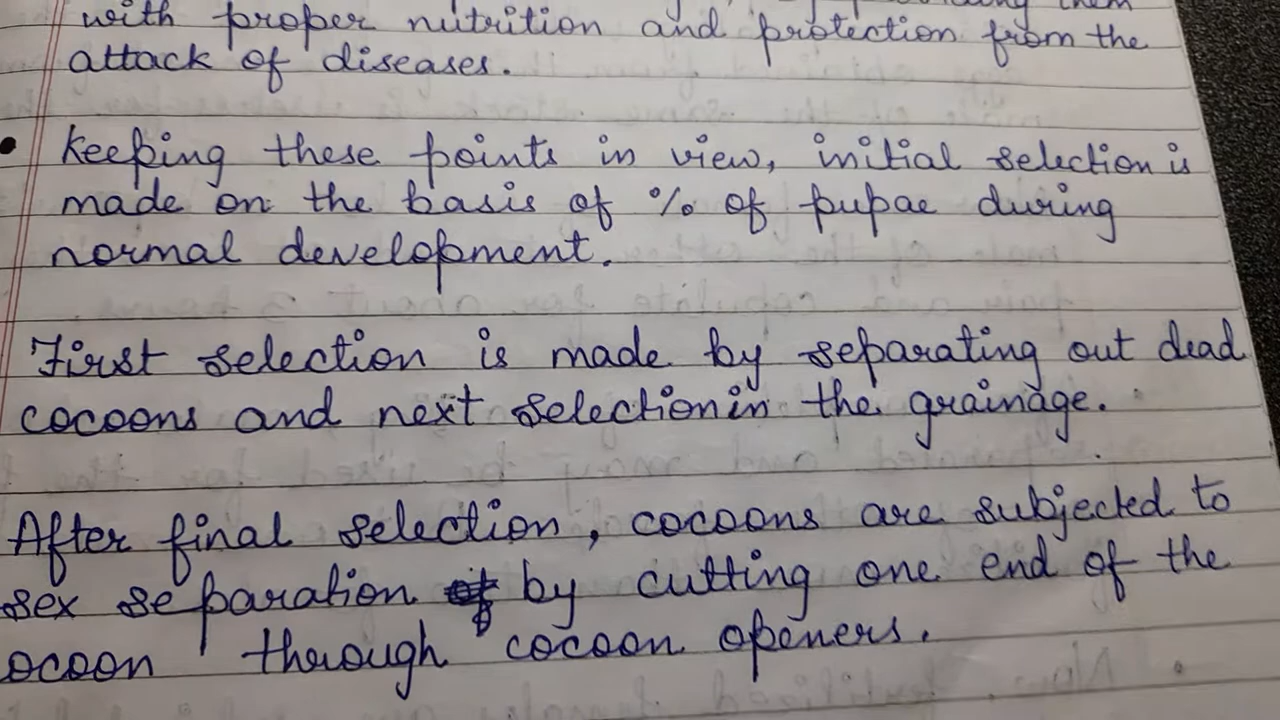 with proper nutrition and protection from the
attack of diseases.
• Keeping these points in view, initial selection is
made on the basis of % of pupae during
normal development.
First selection is made by separating out dead
cocoons and next selection in the grainage.
After final selection, cocoons are subjected to
sex separation by cutting one end of the
ocoon through cocoon openers.